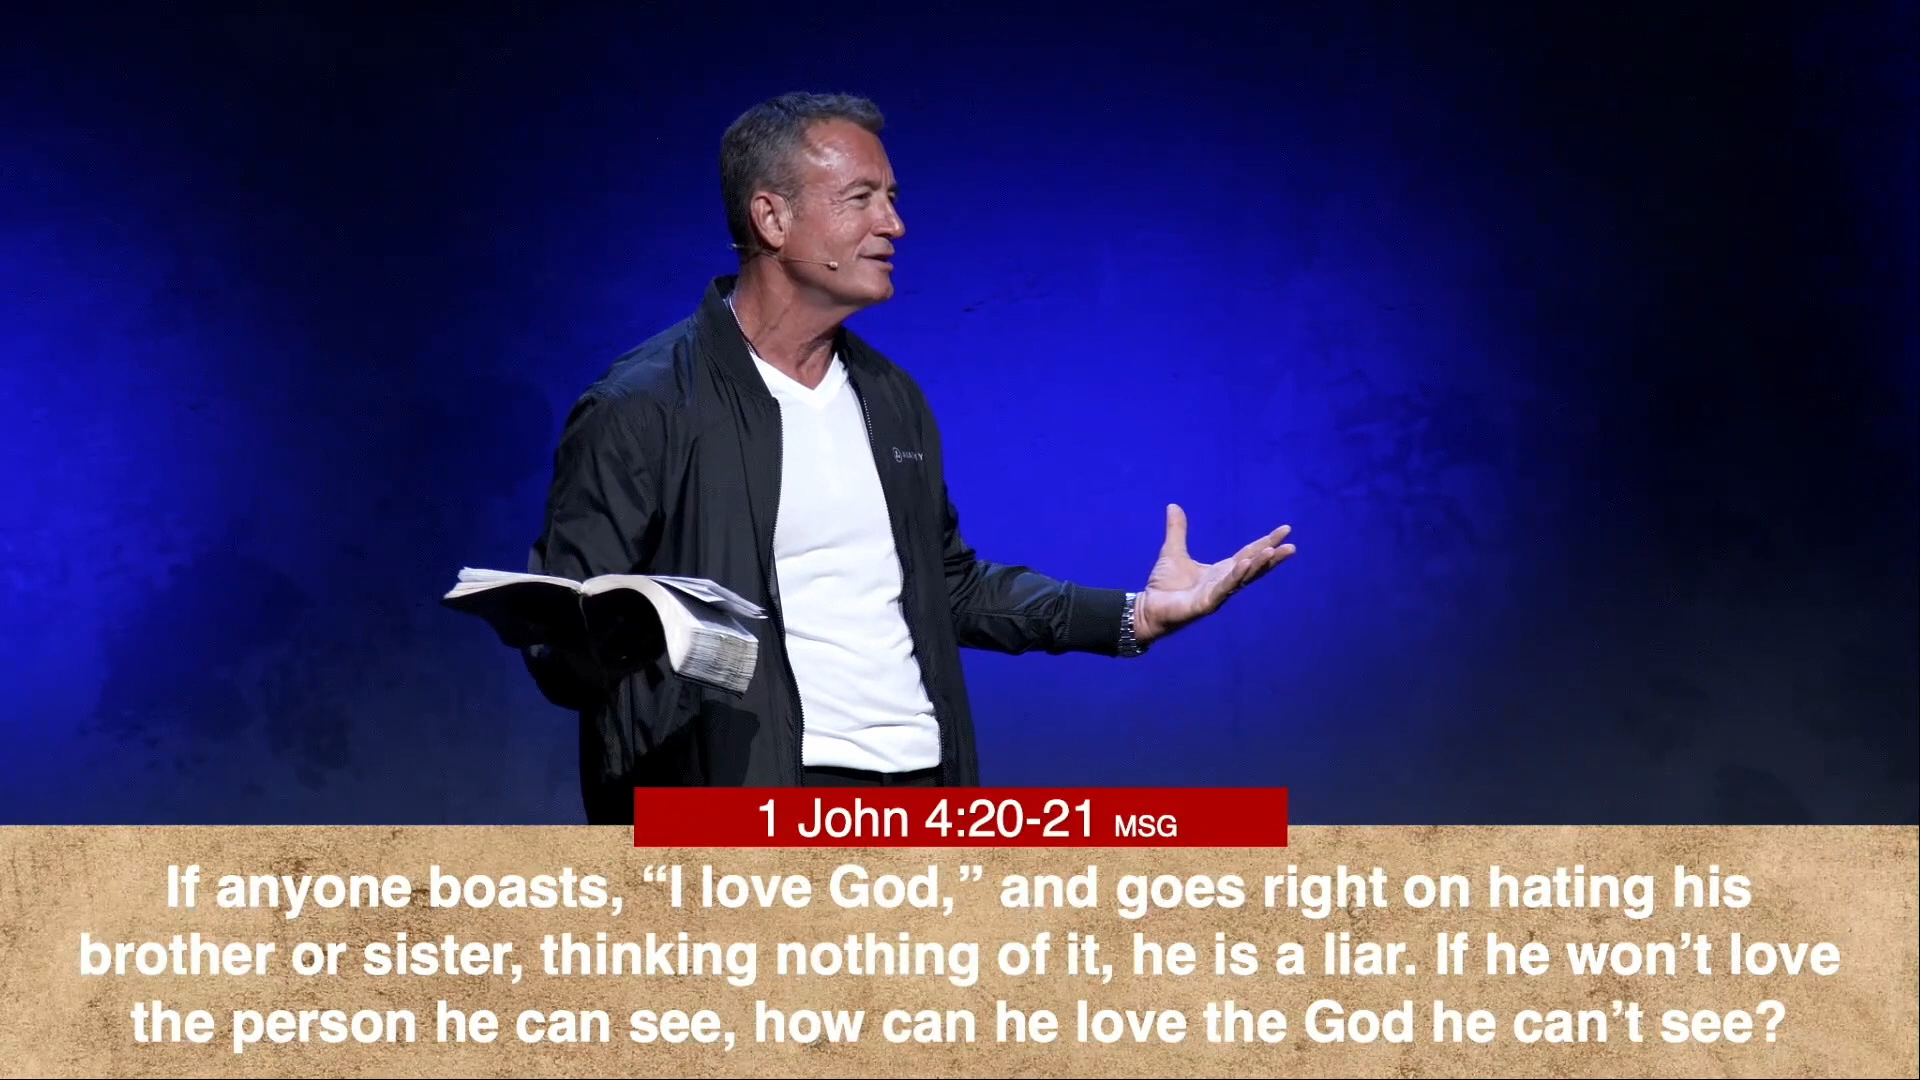 1 John 4:20-21 MSG
If anyone boasts, “I love God,” and goes right on hating his
brother or sister, thinking nothing of it, he is a liar. If he won’t love
the person he can see, how can he love the God he can’t see?